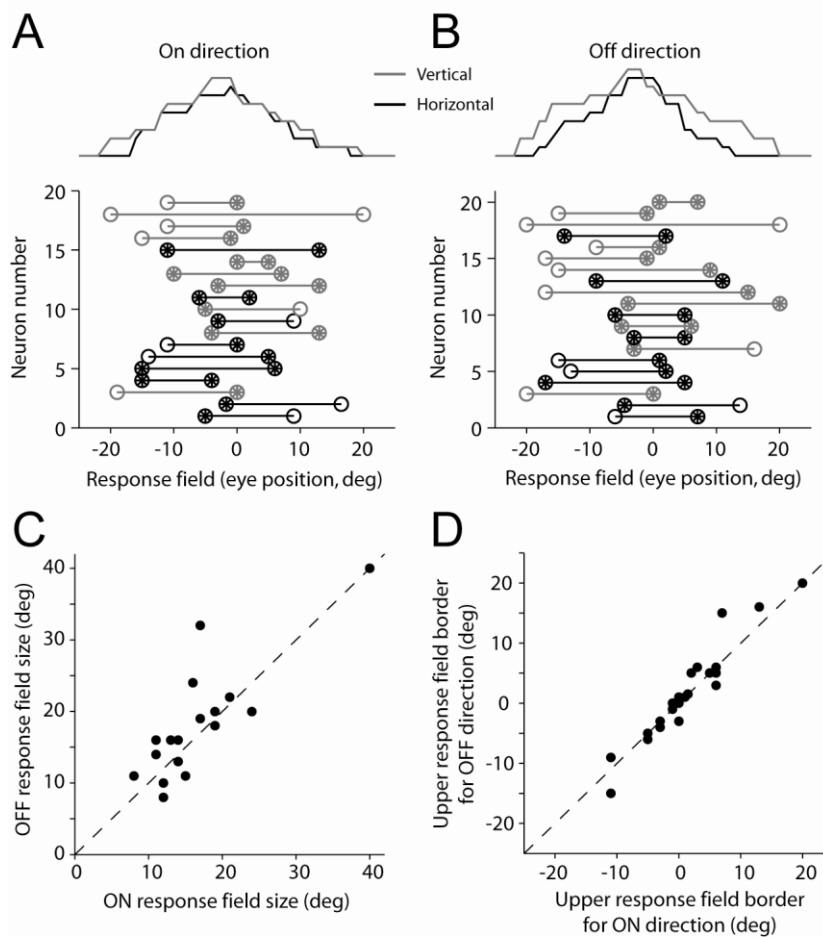 A
On direction
Vertical
Horizontal
B
Off direction
Neuron number
20
15
10
5
0
-20
-10
0
10
20
Response field (eye position, deg)
Neuron number
20
15
10
5
0
-20
-10
0
10
20
Response field (eye position, deg)
C
OFF response field size (deg)
40
30
20
10
0
0
10
20
30
40
ON response field size (deg)
D
Upper response field border
for OFF direction (deg)
20
10
0
-10
-20
-20
-10
0
10
20
Upper response field border
for ON direction (deg)